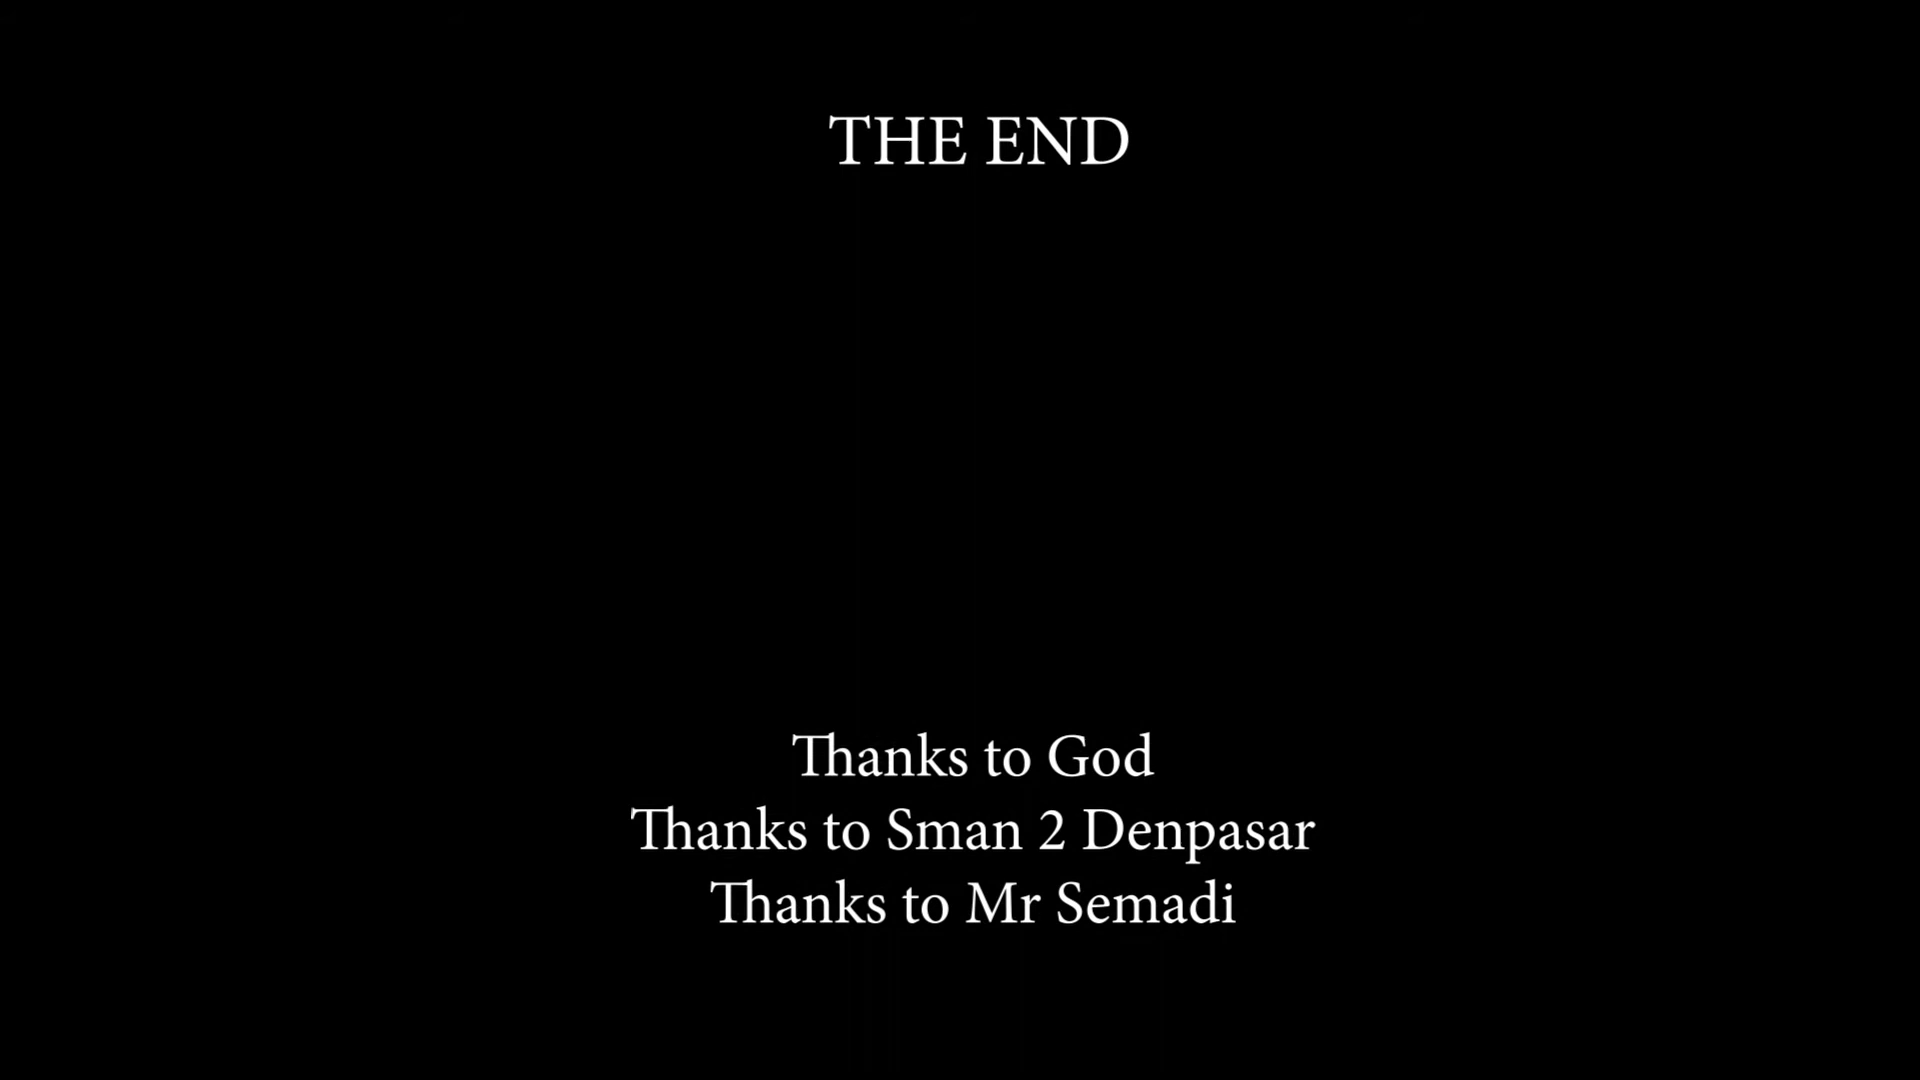 THE END
Thanks to God
Thanks to Sman 2 Denpasar
Thanks to Mr Semadi